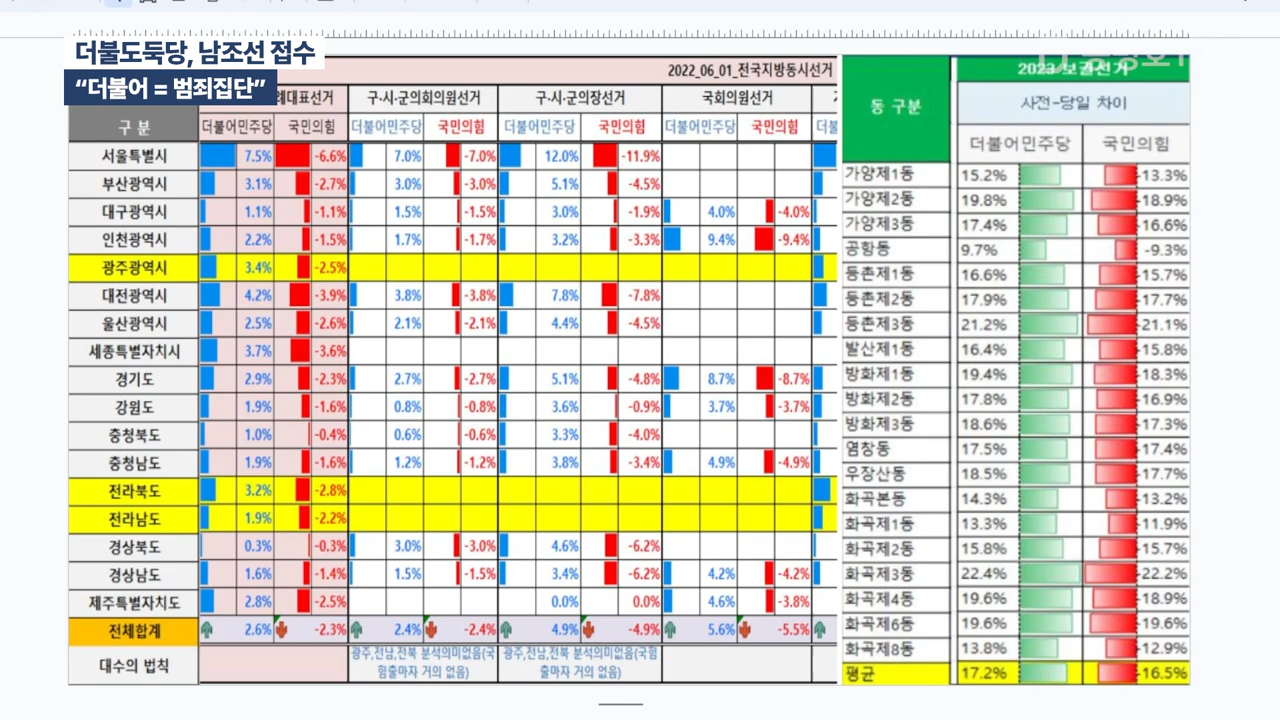 더불도둑당, 남조선 접수
“더불어 = 범죄집단”
2022_06_01_전국지방동시선거
대표선거 구·시·군의회의원선거 구·시·군의장선거 국회의원선거
구 분 더불어민주당 국민의힘 더불어민주당 국민의힘 더불어민주당 국민의힘 더불어민주당 국민의힘
서울특별시 7.5% -6.6% 7.0% -7.0% 12.0% -11.9%
부산광역시 3.1% -2.7% 3.0% -3.0% 5.1% -4.5%
대구광역시 1.1% -1.1% 1.5% -1.5% 3.0% -1.9% 4.0% -4.0%
인천광역시 2.2% -1.5% 1.7% -1.7% 3.2% -3.3% 9.4% -9.4%
광주광역시 3.4% -2.5%
대전광역시 4.2% -3.9% 3.8% -3.8% 7.8% -7.8%
울산광역시 2.5% -2.6% 2.1% -2.1% 4.4% -4.5%
세종특별자치시 3.7% -3.6%
경기도 2.9% -2.3% 2.7% -2.7% 5.1% -4.8% 8.7% -8.7%
강원도 1.9% -1.6% 0.8% -0.8% 3.6% -0.9% 3.7% -3.7%
충청북도 1.0% -0.4% 0.6% -0.6% 3.3% -4.0%
충청남도 1.9% -1.6% 1.2% -1.2% 3.8% -3.4% 4.9% -4.9%
전라북도 3.2% -2.8%
전라남도 1.9% -2.2%
경상북도 0.3% -0.3% 3.0% -3.0% 4.6% -6.2%
경상남도 1.6% -1.4% 1.5% -1.5% 3.4% -6.2% 4.2% -4.2%
제주특별자치도 2.8% -2.5% 0.0% 0.0% 4.6% -3.8%
전체합계 2.6% -2.3% 2.4% -2.4% 4.9% -4.9% 5.6% -5.5%
대수의 법칙
광주,전남,전북 분석의미없음(국
힘출마자 거의 없음)
광주,전남,전북 분석의미없음(국힘
출마자 거의 없음)
2023 보궐선거
동 구분 사전-당일 차이
더불어민주당 국민의힘
가양제1동 15.2% -13.3%
가양제2동 19.8% -18.9%
가양제3동 17.4% -16.6%
공항동 9.7% -9.3%
등촌제1동 16.6% -15.7%
등촌제2동 17.9% -17.7%
등촌제3동 21.2% -21.1%
발산제1동 16.4% -15.8%
방화제1동 19.4% -18.3%
방화제2동 17.8% -16.9%
방화제3동 18.6% -17.3%
염창동 17.5% -17.4%
우장산동 18.5% -17.7%
화곡본동 14.3% -13.2%
화곡제1동 13.3% -11.9%
화곡제2동 15.8% -15.7%
화곡제3동 22.4% -22.2%
화곡제4동 19.6% -18.9%
화곡제6동 19.6% -19.6%
화곡제8동 13.8% -12.9%
평균 17.2% -16.5%